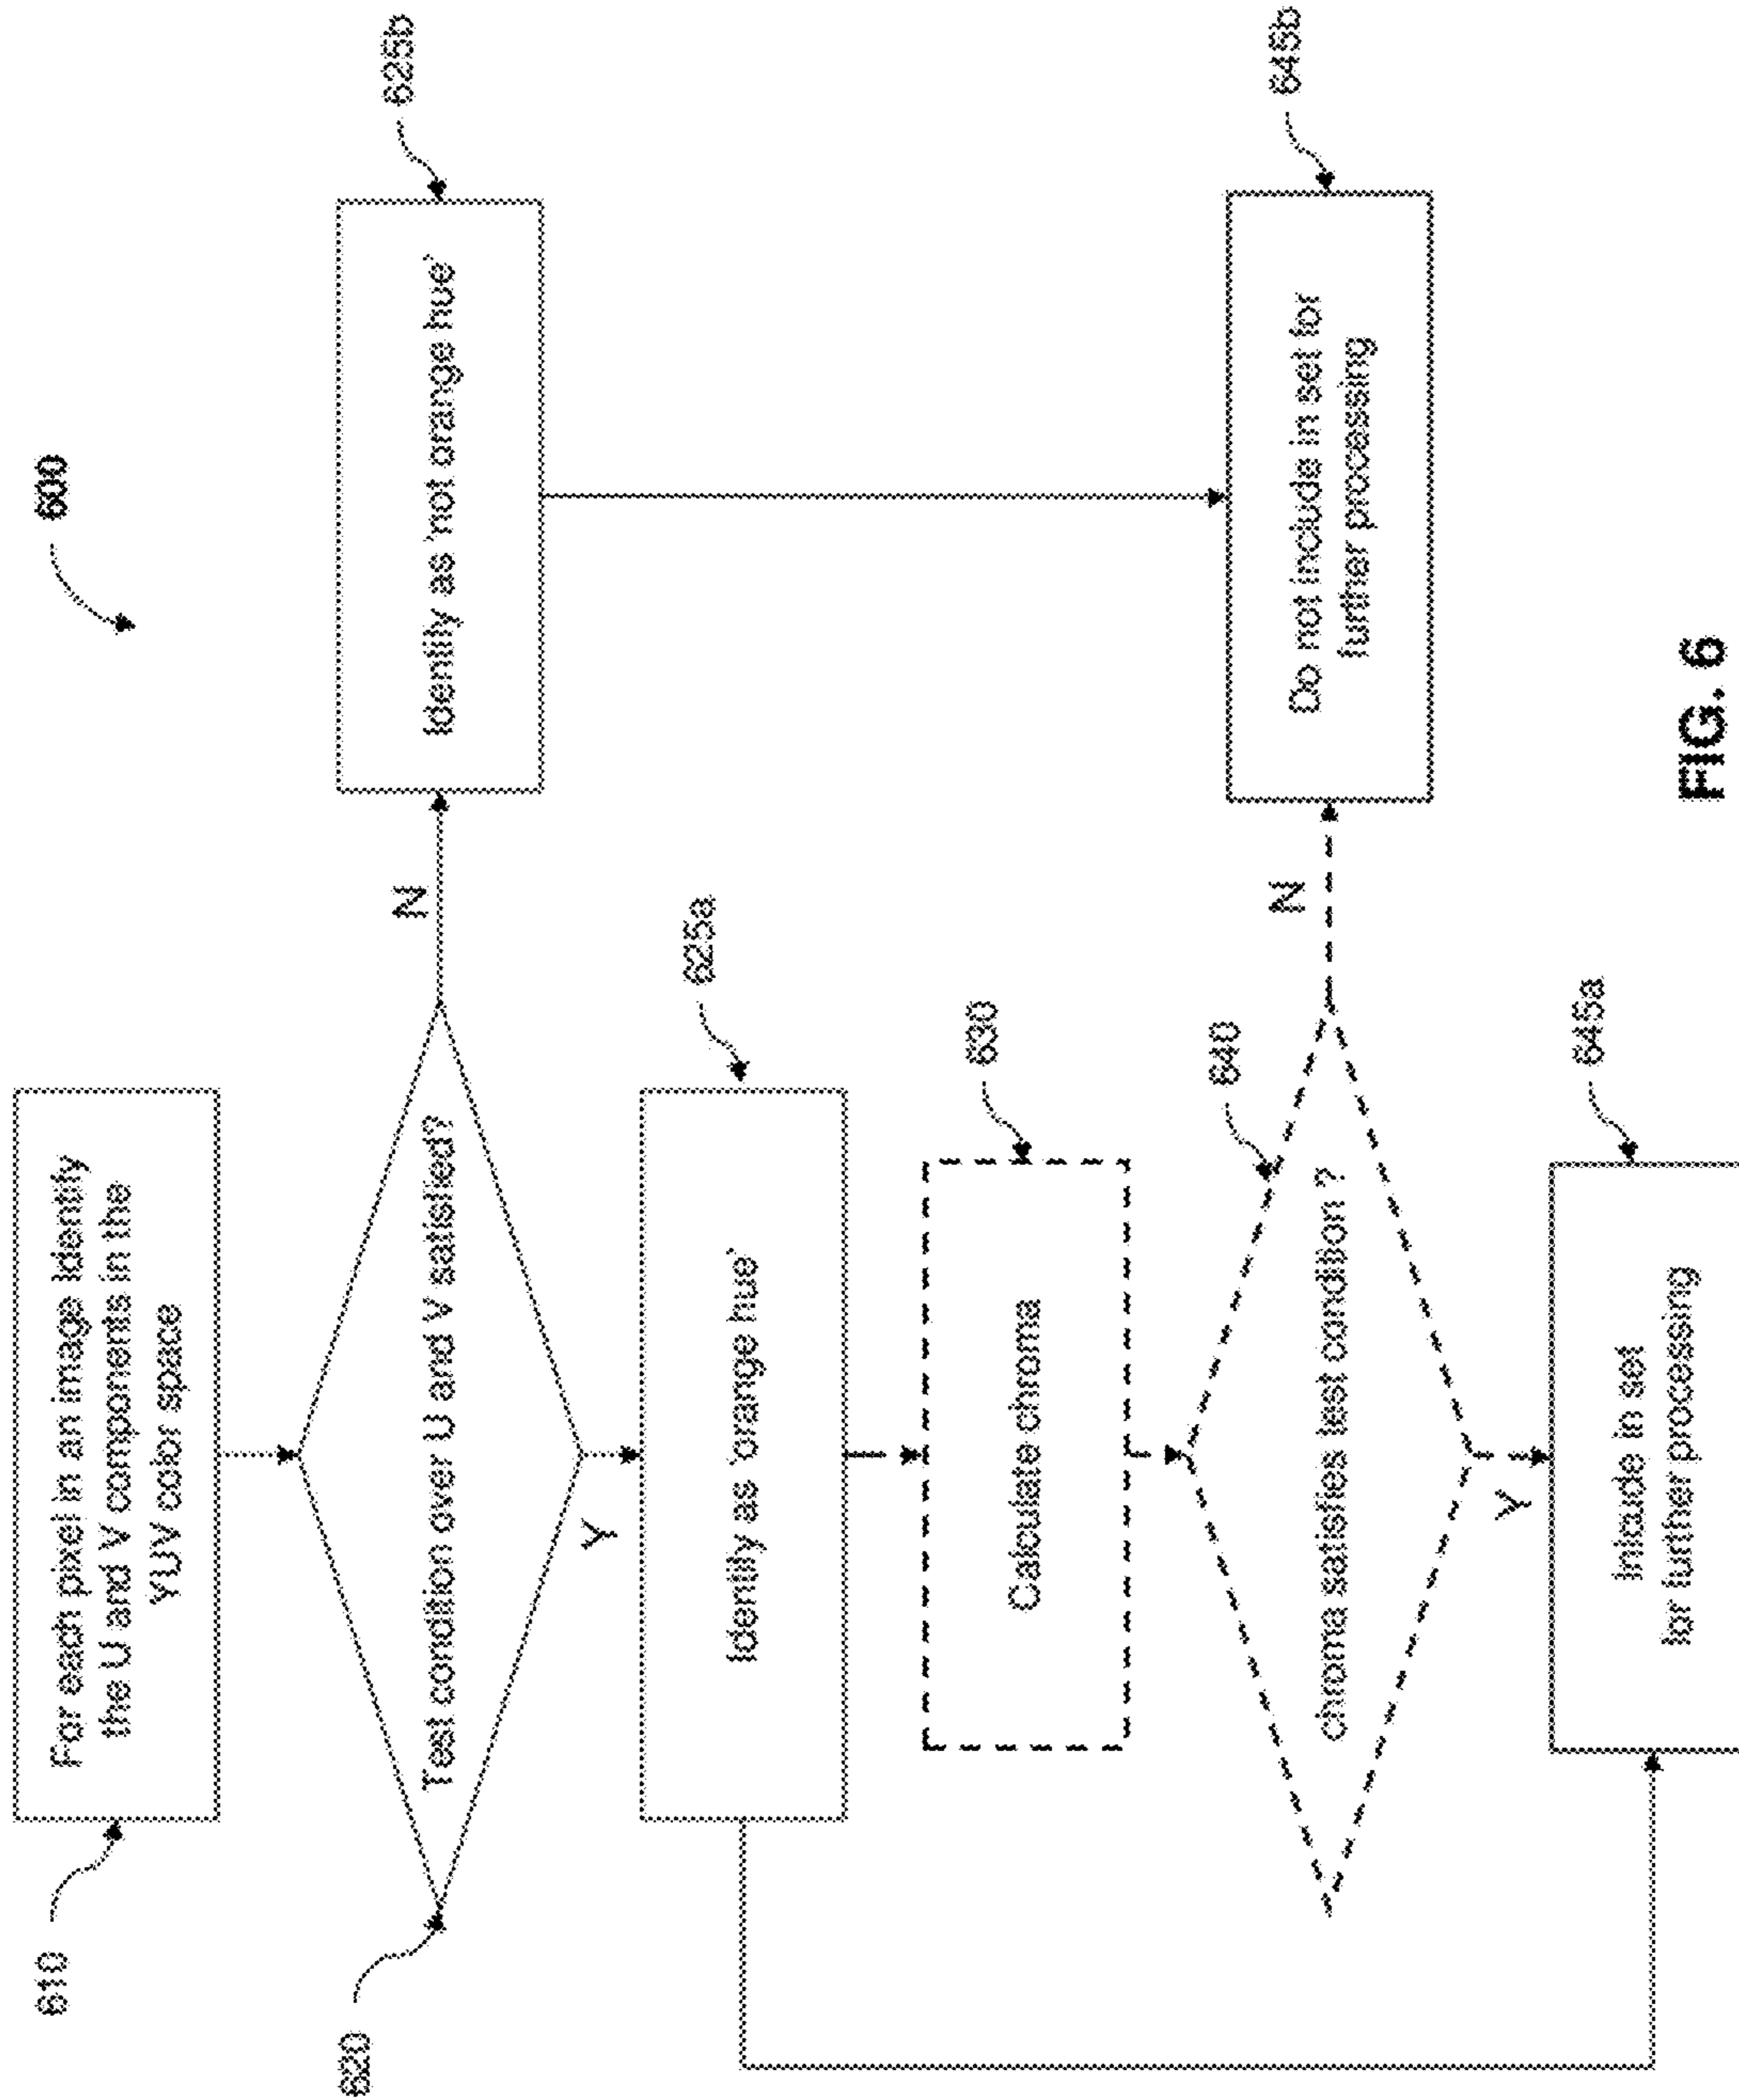 600
610
For each pixel in an image Identify
the U and V components in the
YUV color space
620
Test condition over U and V satisfied?
N
625b
Identify as 'not orange hue'
Y
625a
Identify as 'orange hue'
630
Calculate chroma
640
chroma satisfies test condition ?
N
645b
Do not include in set for
further processing
Y
645a
Inlcude in set
for further processing
FIG. 6